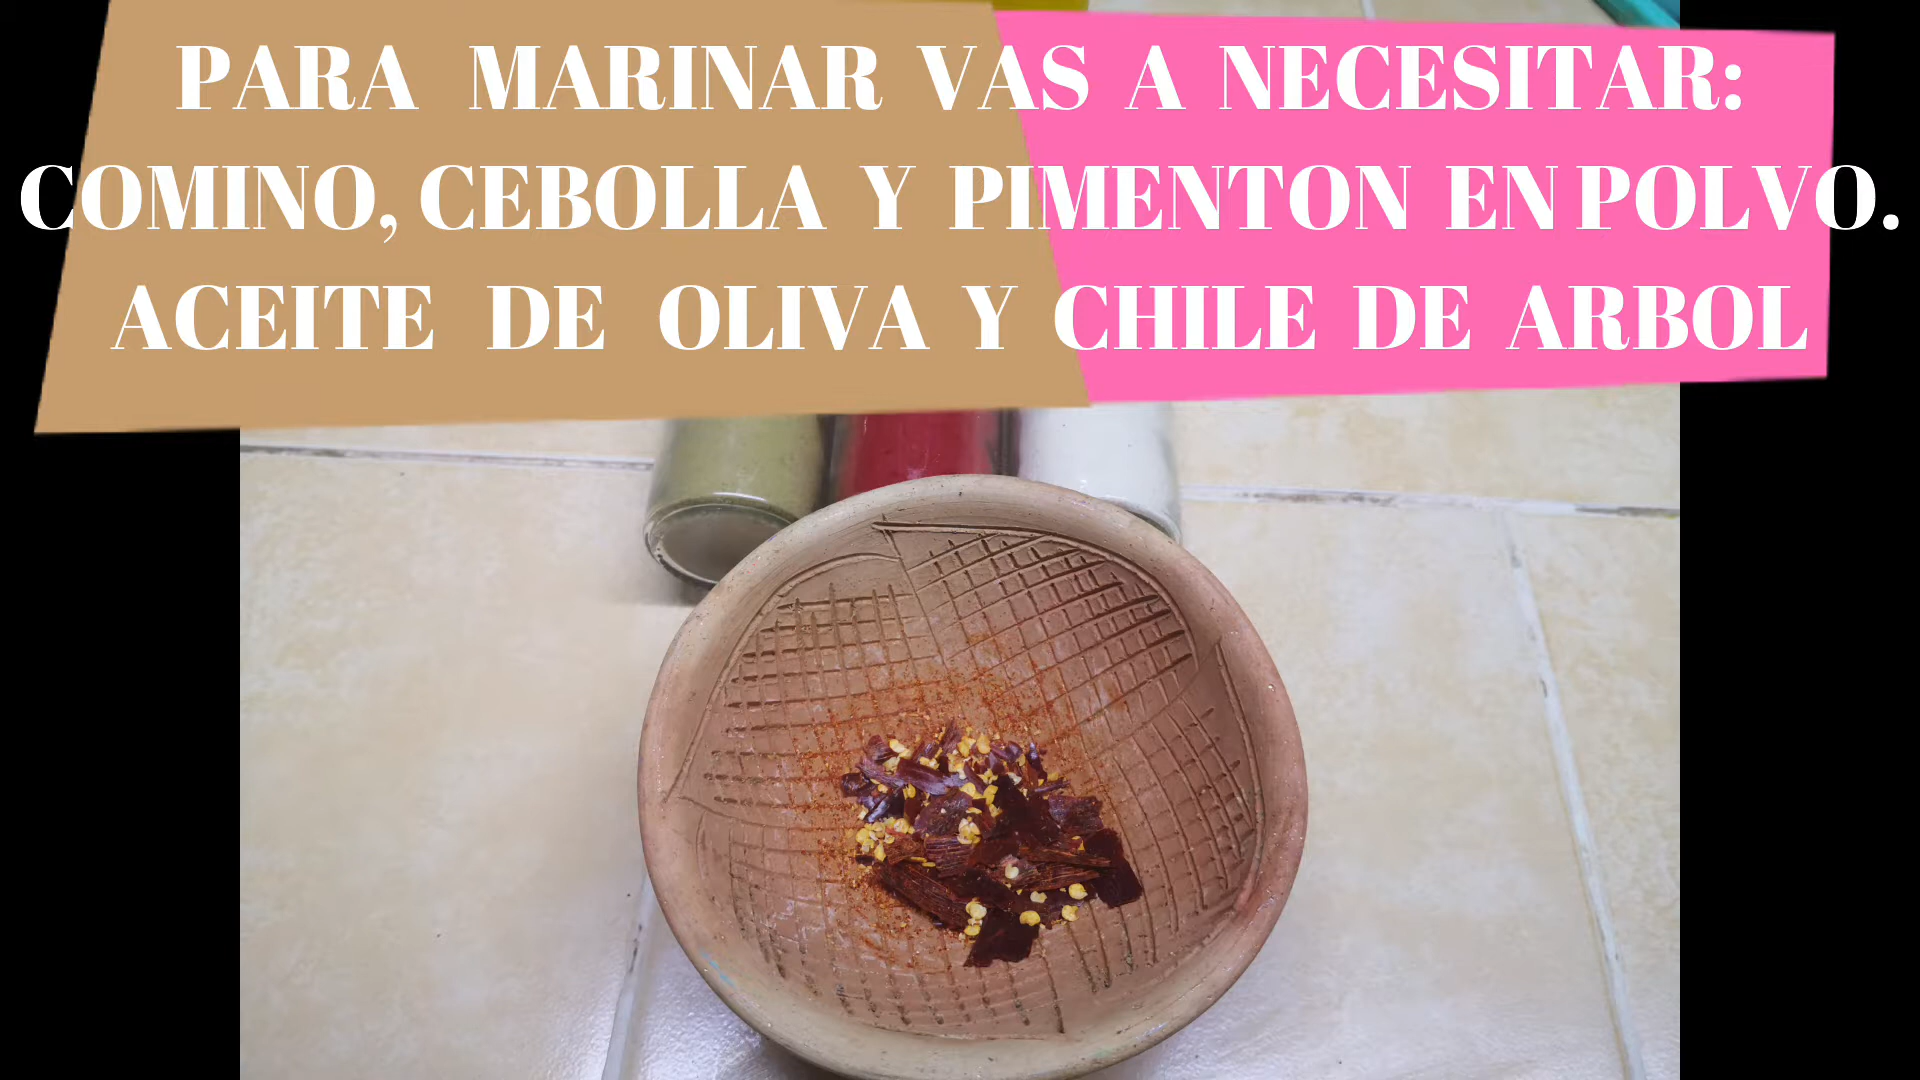 PARA MARINAR VAS A NECESITAR:
COMINO, CEBOLLA Y PIMENTON EN POLVO.
ACEITE DE OLIVA Y CHILE DE ARBOL